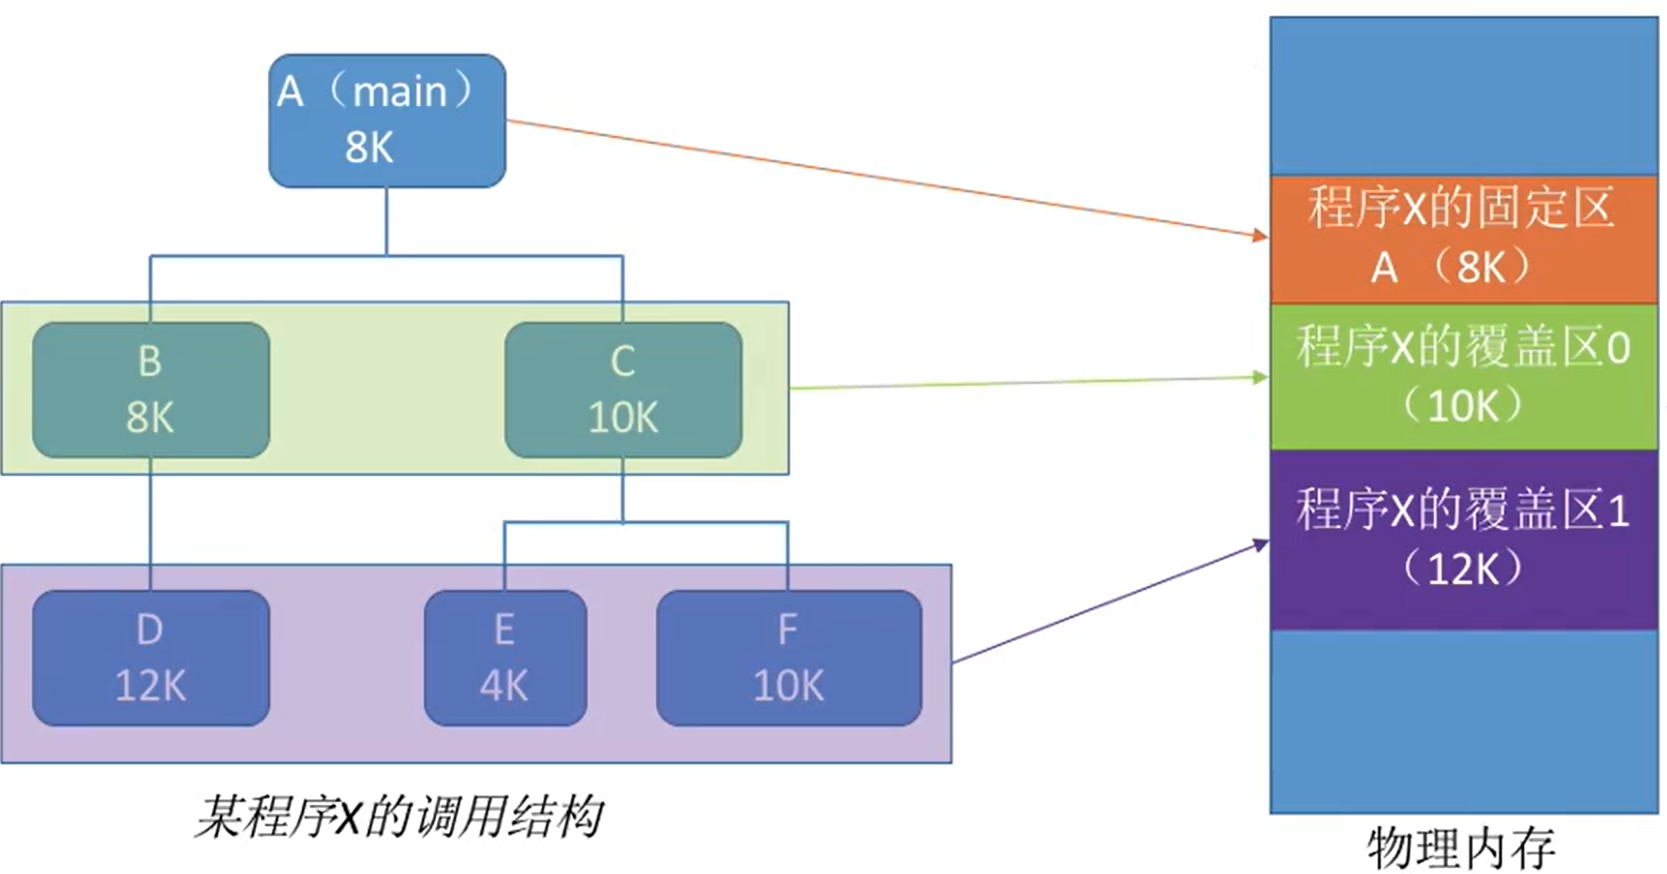 A（main）
8K
B
8K
C
10K
D
12K
E
4K
F
10K
某程序X的调用结构
程序X的固定区
A （8K）
程序X的覆盖区0
（10K）
程序X的覆盖区1
（12K）
物理内存